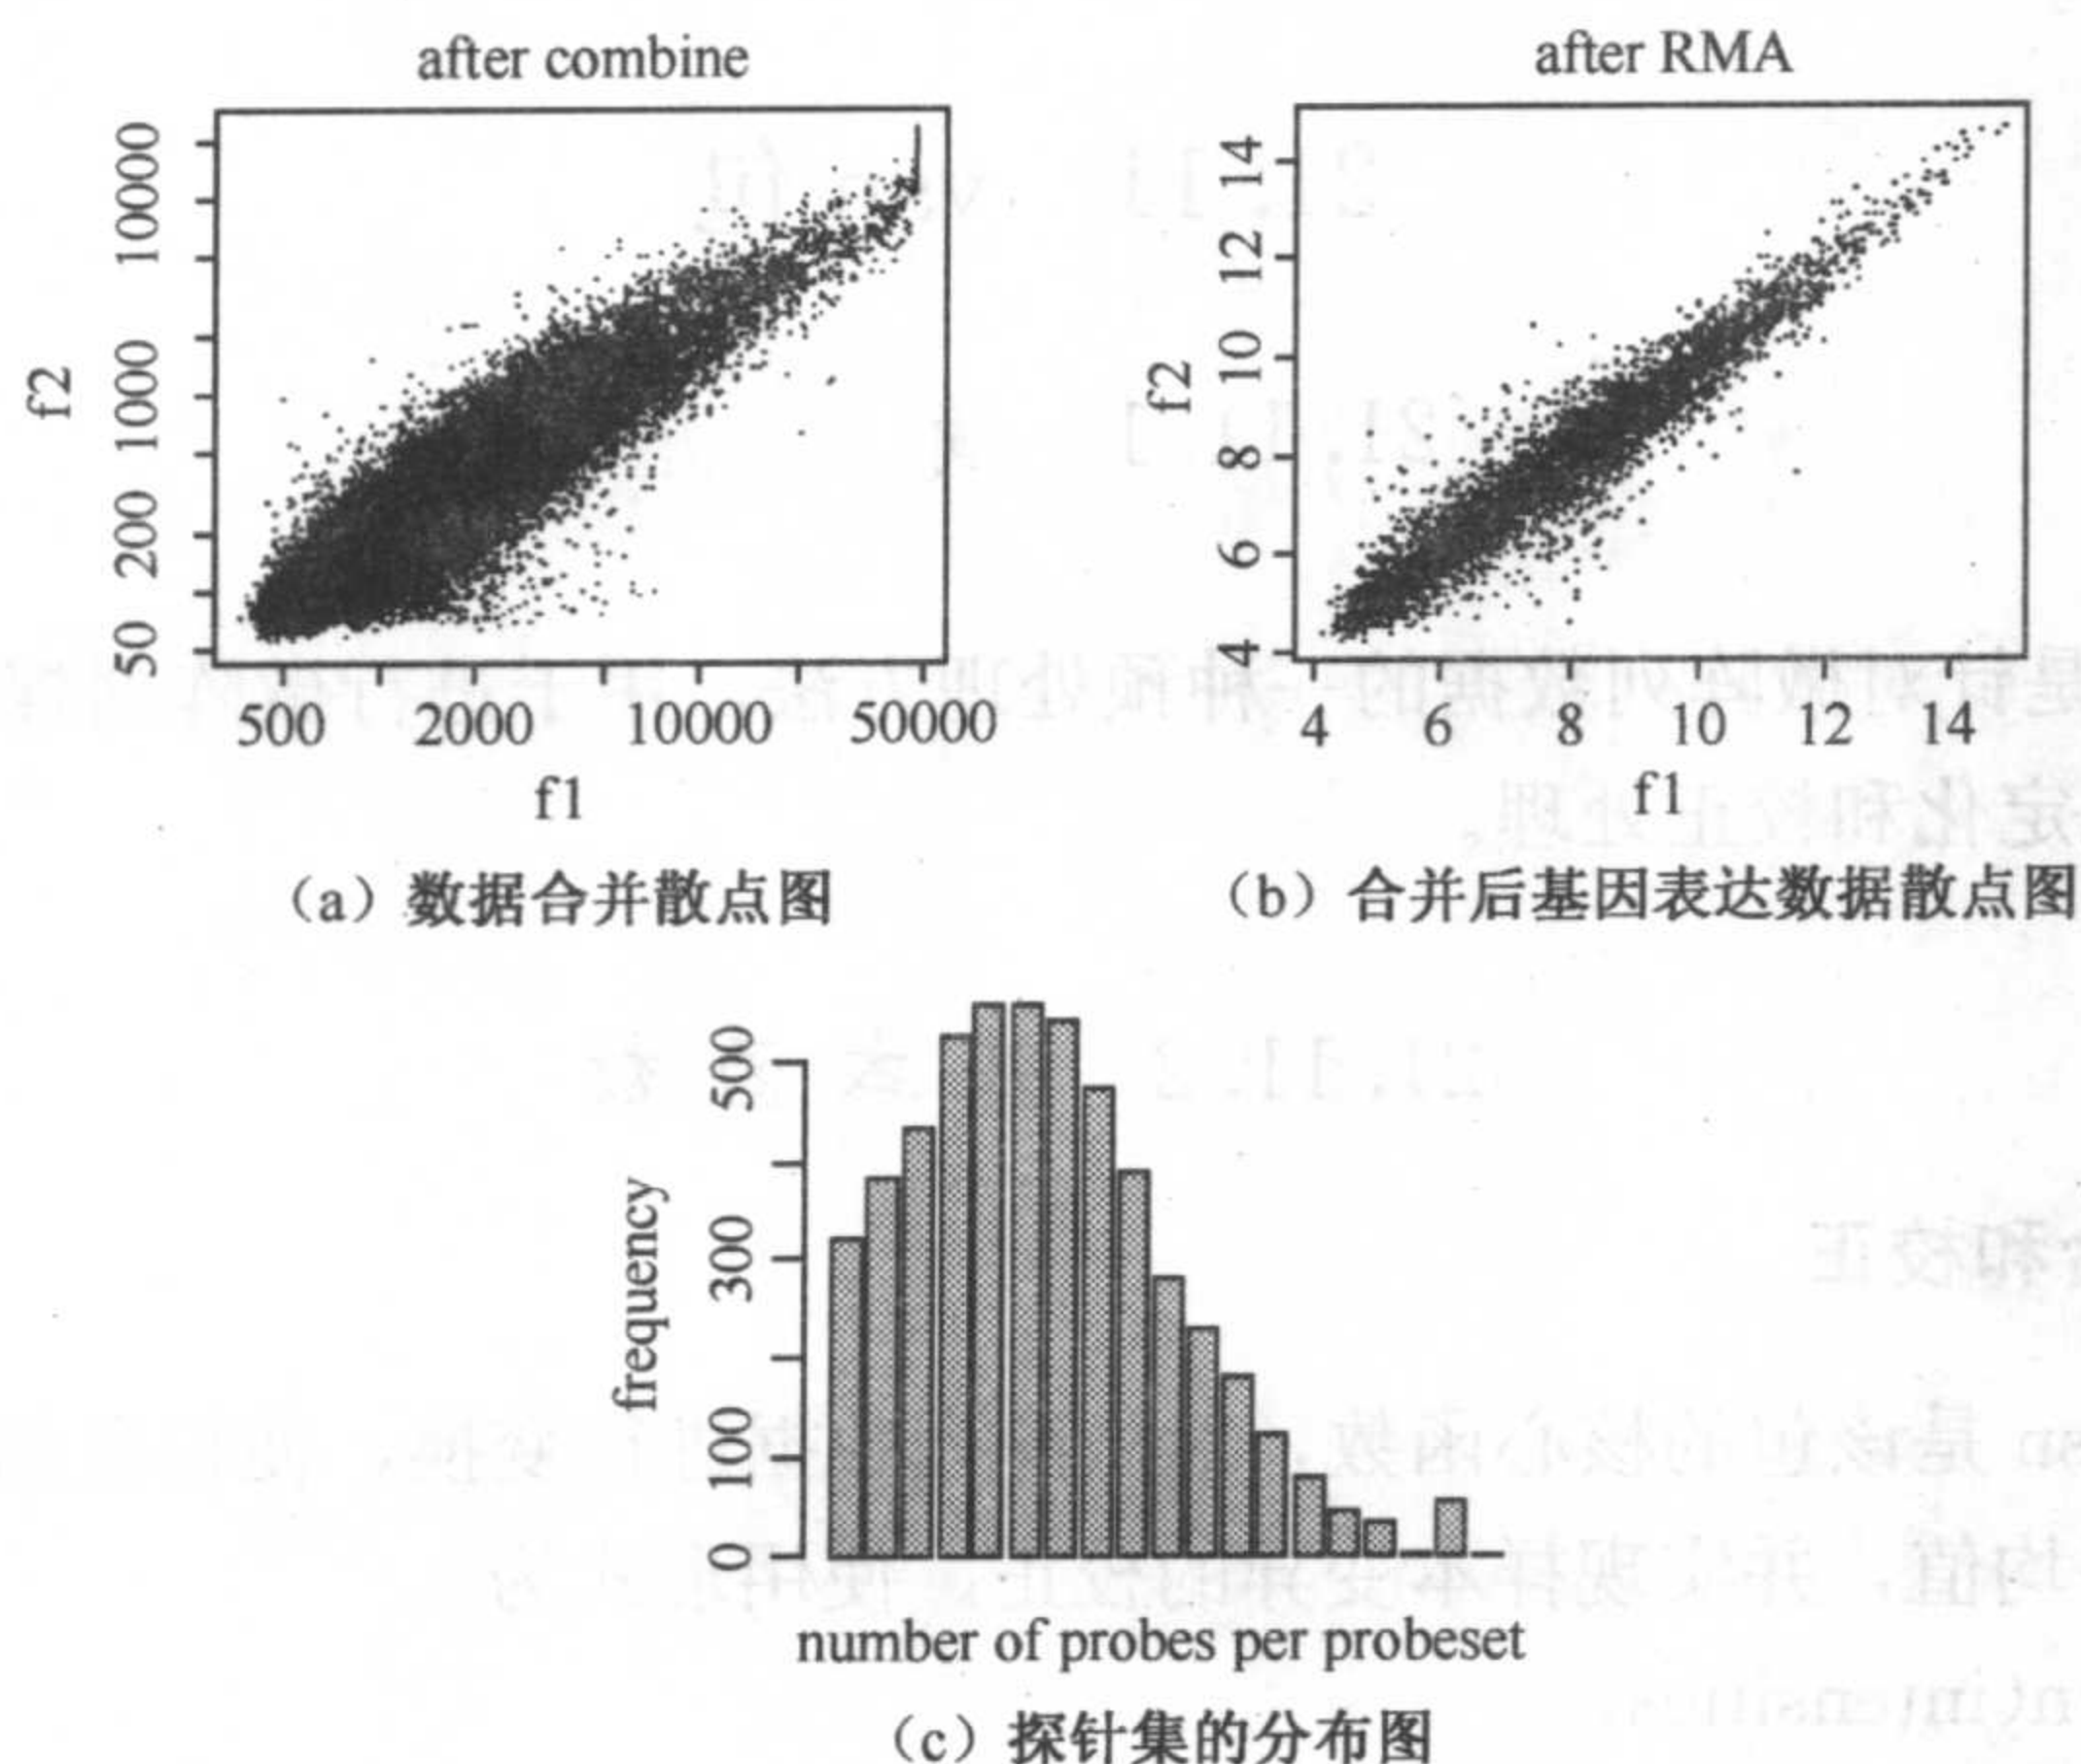 after combine
f2
50 200 1000 10000
500 2000 10000 50000
f1
(a)数据合并散点图
after RMA
f2
4 6 8 10 12 14
4 6 8 10 12 14
f1
(b)合并后基因表达数据散点图
frequency
0 100 300 500
number of probes per probeset
(c)探针集的分布图